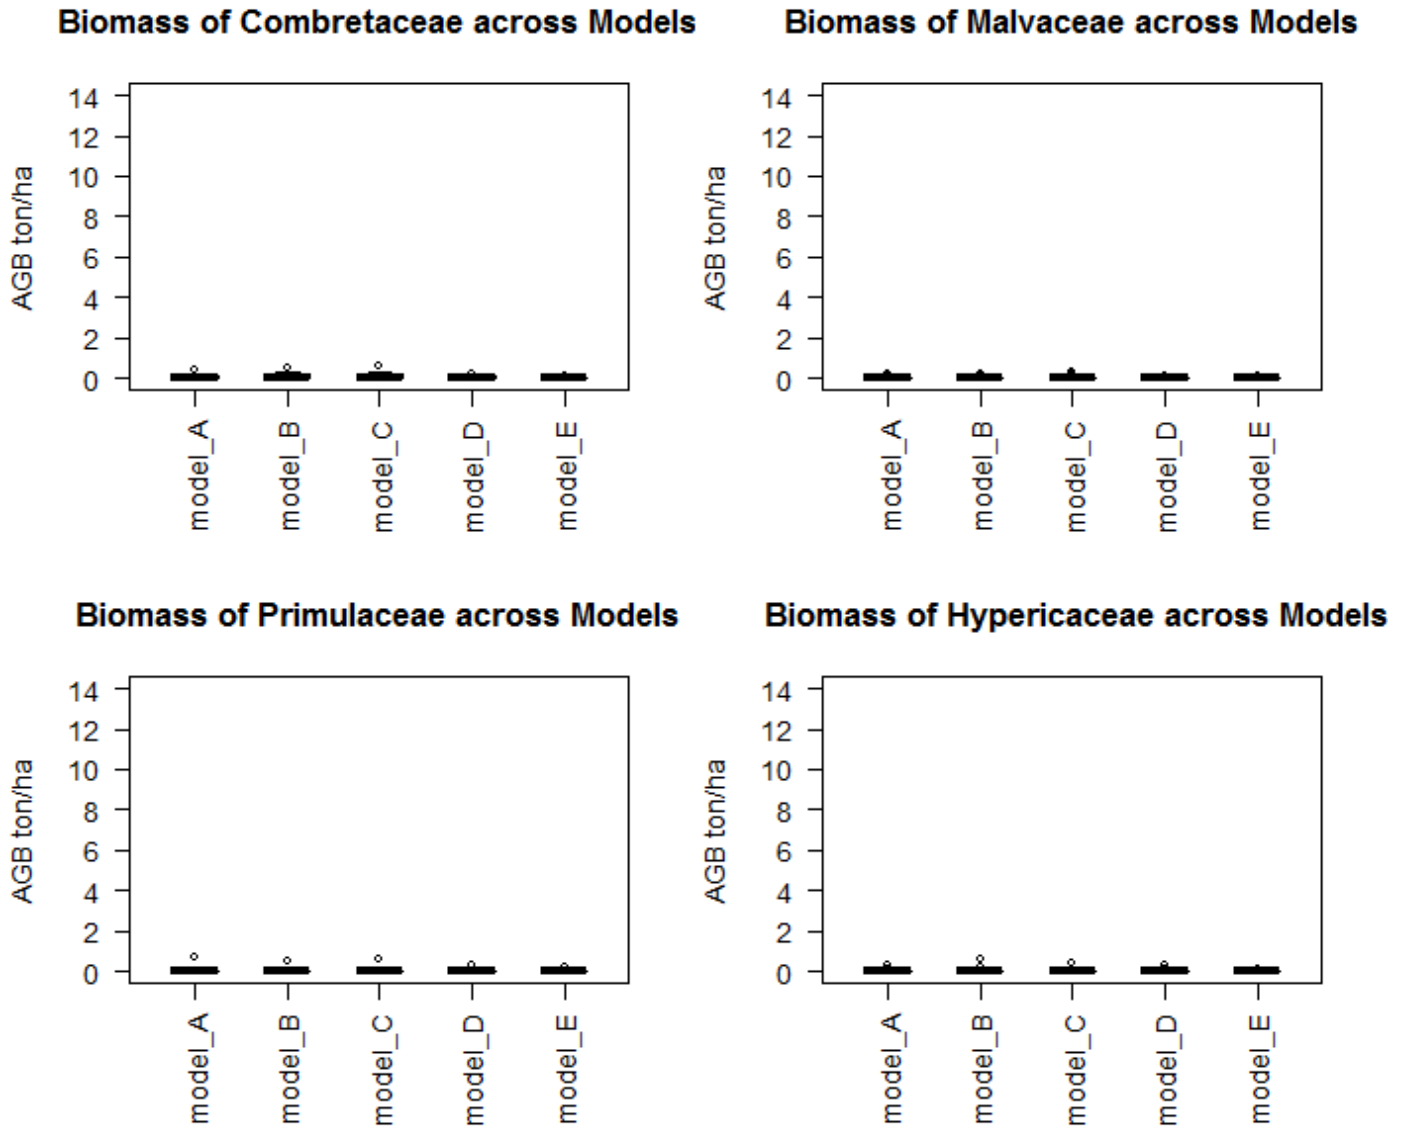 Biomass of Combretaceae across Models
AGB ton/ha
14
12
10
8
6
4
2
0
model_A
model_B
model_C
model_D
model_E
Biomass of Malvaceae across Models
AGB ton/ha
14
12
10
8
6
4
2
0
model_A
model_B
model_C
model_D
model_E
Biomass of Primulaceae across Models
AGB ton/ha
14
12
10
8
6
4
2
0
model_A
model_B
model_C
model_D
model_E
Biomass of Hypericaceae across Models
AGB ton/ha
14
12
10
8
6
4
2
0
model_A
model_B
model_C
model_D
model_E